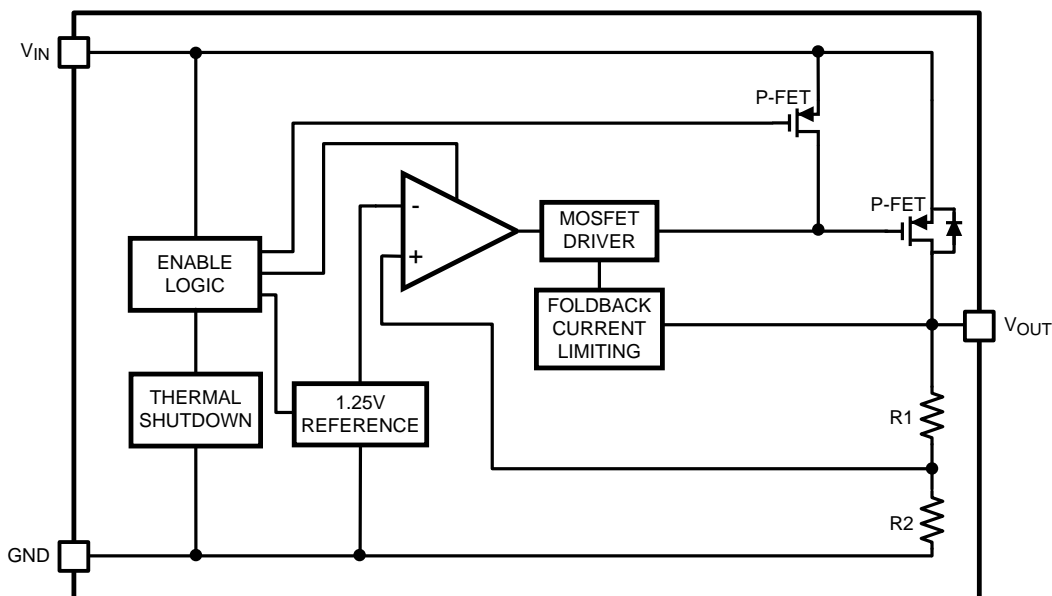 VIN
P-FET
P-FET
-
+
MOSFET
DRIVER
ENABLE
LOGIC
FOLDBACK
CURRENT
LIMITING
VOUT
THERMAL
SHUTDOWN
1.25V
REFERENCE
R1
R2
GND